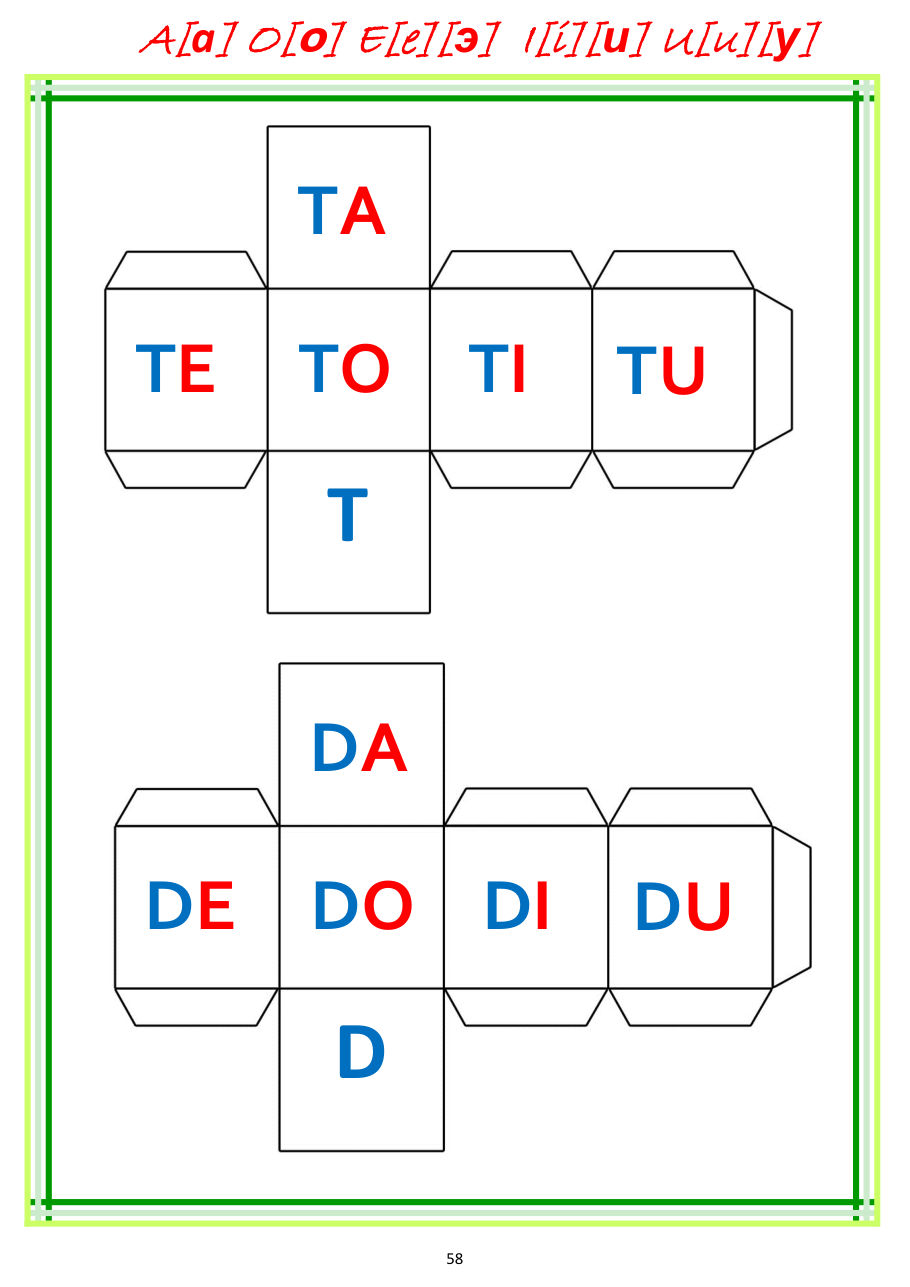 A[а] O[о] E[e][э] I[i][и] U[u][у]
TA
TE TO TI TU
T
DA
DE DO DI DU
D
58